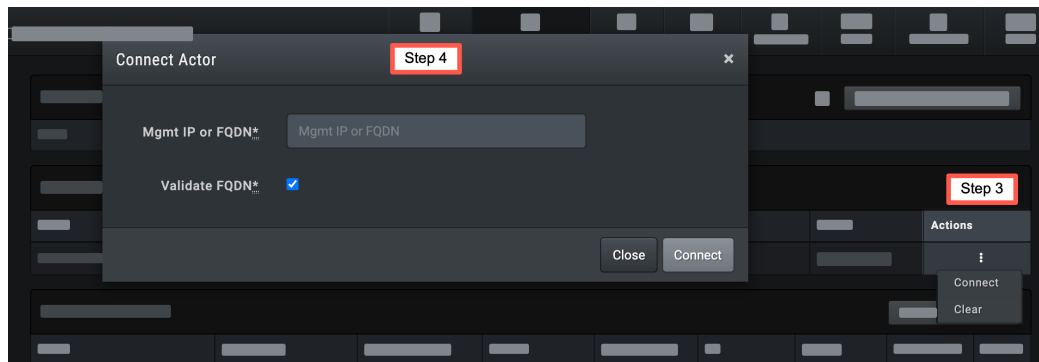 Connect Actor
Step 4
×
Mgmt IP or FQDN*
Mgmt IP or FQDN
Validate FQDN*
Close
Connect
Step 3
Actions
Connect
Clear